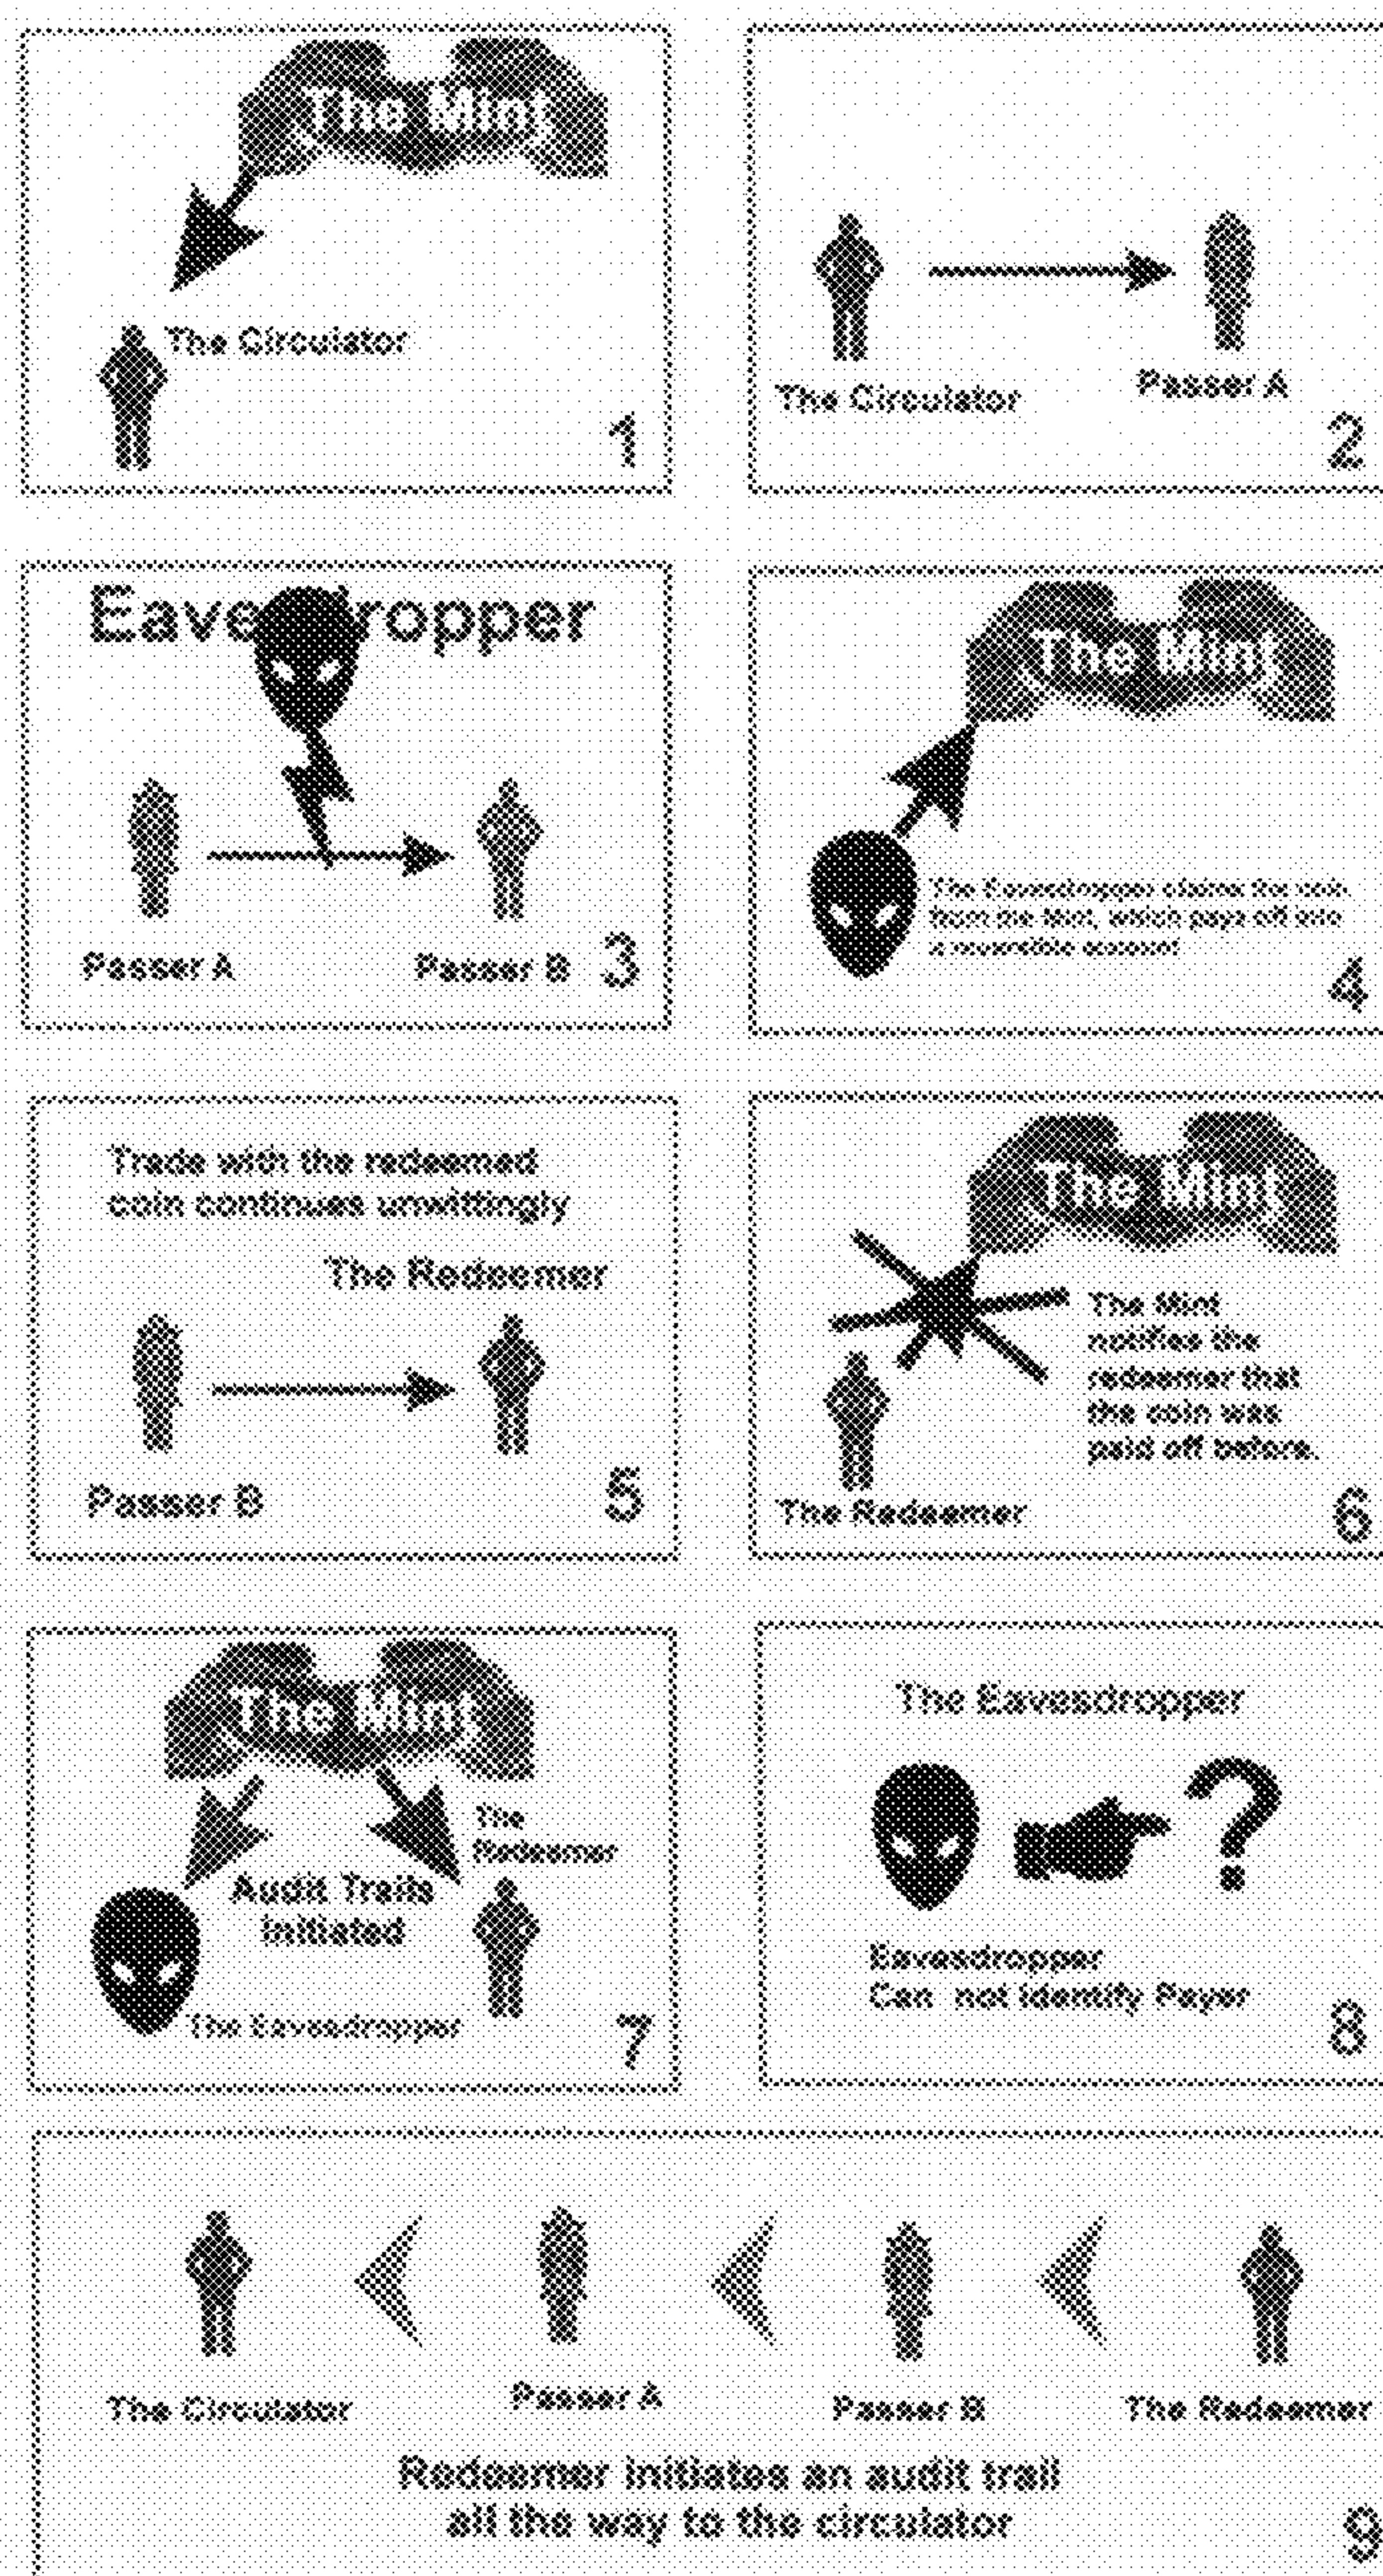 The Mint
The Circulator
1
The Circulator
Passer A
2
Eavesdropper
Passer A
Passer B
3
The Mint
The Eavesdropper claims the coin
from the Mint, which pays off into
a reversible account
4
Trade with the redeemed
coin continues unwittingly
The Redeemer
Passer B
5
The Mint
The Mint
notifies the
redeemer that
the coin was
paid off before.
The Redeemer
6
The Mint
The
Redeemer
Audit Trails
initiated
The Eavesdropper
7
The Eavesdropper
?
Eavesdropper
Can not identify Payer
8
The Circulator
Passer A
Passer B
The Redeemer
Redeemer initiates an audit trail
all the way to the circulator
9